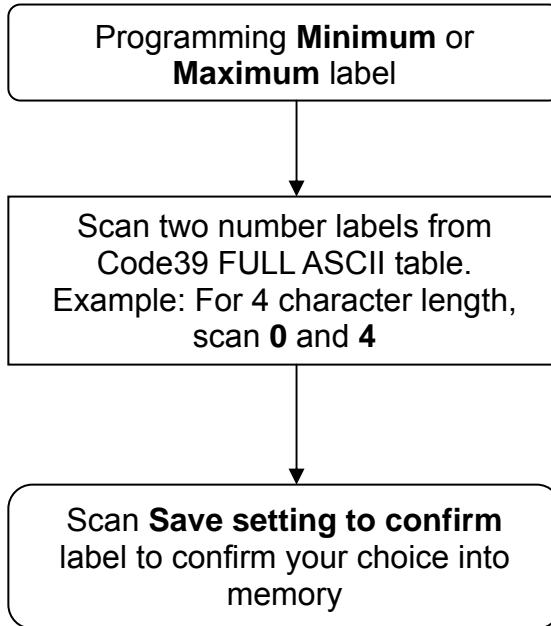 Programming Minimum or
Maximum label
Scan two number labels from
Code39 FULL ASCII table.
Example: For 4 character length,
scan 0 and 4
Scan Save setting to confirm
label to confirm your choice into
memory